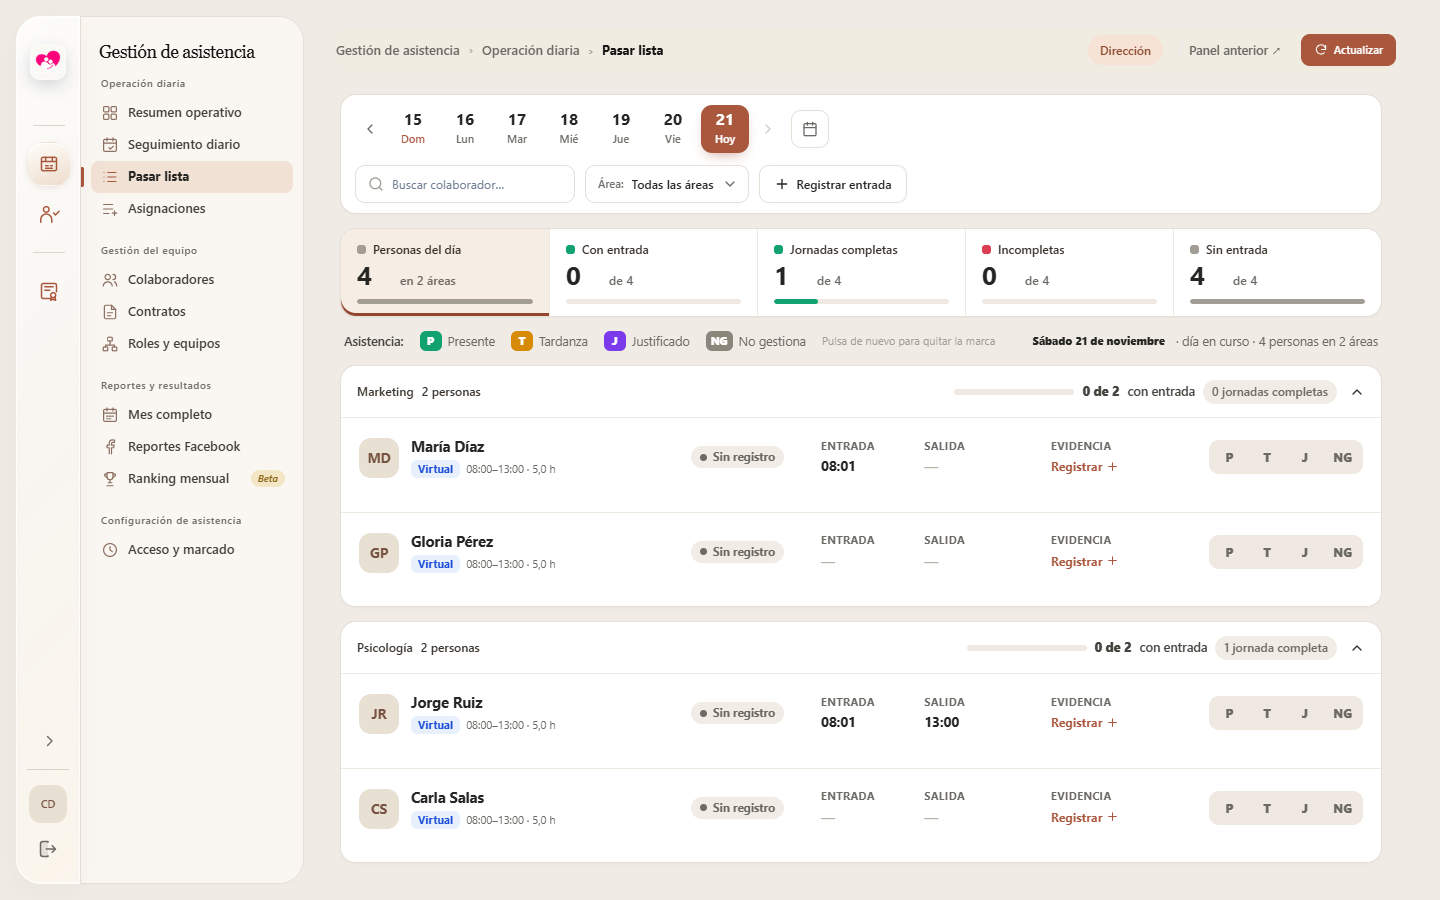 Gestión de asistencia
Operación diaria
Resumen operativo
Seguimiento diario
Pasar lista
Asignaciones
Gestión del equipo
Colaboradores
Contratos
Roles y equipos
Reportes y resultados
Mes completo
Reportes Facebook
Ranking mensual Beta
Configuración de asistencia
Acceso y marcado
CD
Gestión de asistencia › Operación diaria › Pasar lista
Dirección Panel anterior ↗ Actualizar
15 16 17 18 19 20 21
Dom Lun Mar Mié Jue Vie Hoy
Buscar colaborador... Área: Todas las áreas + Registrar entrada
Personas del día Con entrada Jornadas completas Incompletas Sin entrada
4 en 2 áreas 0 de 4 1 de 4 0 de 4 4 de 4
Asistencia: P Presente T Tardanza J Justificado NG No gestiona Pulsa de nuevo para quitar la marca Sábado 21 de noviembre · día en curso · 4 personas en 2 áreas
Marketing 2 personas 0 de 2 con entrada 0 jornadas completas
MD María Díaz Sin registro ENTRADA SALIDA EVIDENCIA P T J NG
Virtual 08:00–13:00 · 5,0 h 08:01 — Registrar +
GP Gloria Pérez Sin registro ENTRADA SALIDA EVIDENCIA P T J NG
Virtual 08:00–13:00 · 5,0 h — — Registrar +
Psicología 2 personas 0 de 2 con entrada 1 jornada completa
JR Jorge Ruiz Sin registro ENTRADA SALIDA EVIDENCIA P T J NG
Virtual 08:00–13:00 · 5,0 h 08:01 13:00 Registrar +
CS Carla Salas Sin registro ENTRADA SALIDA EVIDENCIA P T J NG
Virtual 08:00–13:00 · 5,0 h — — Registrar +